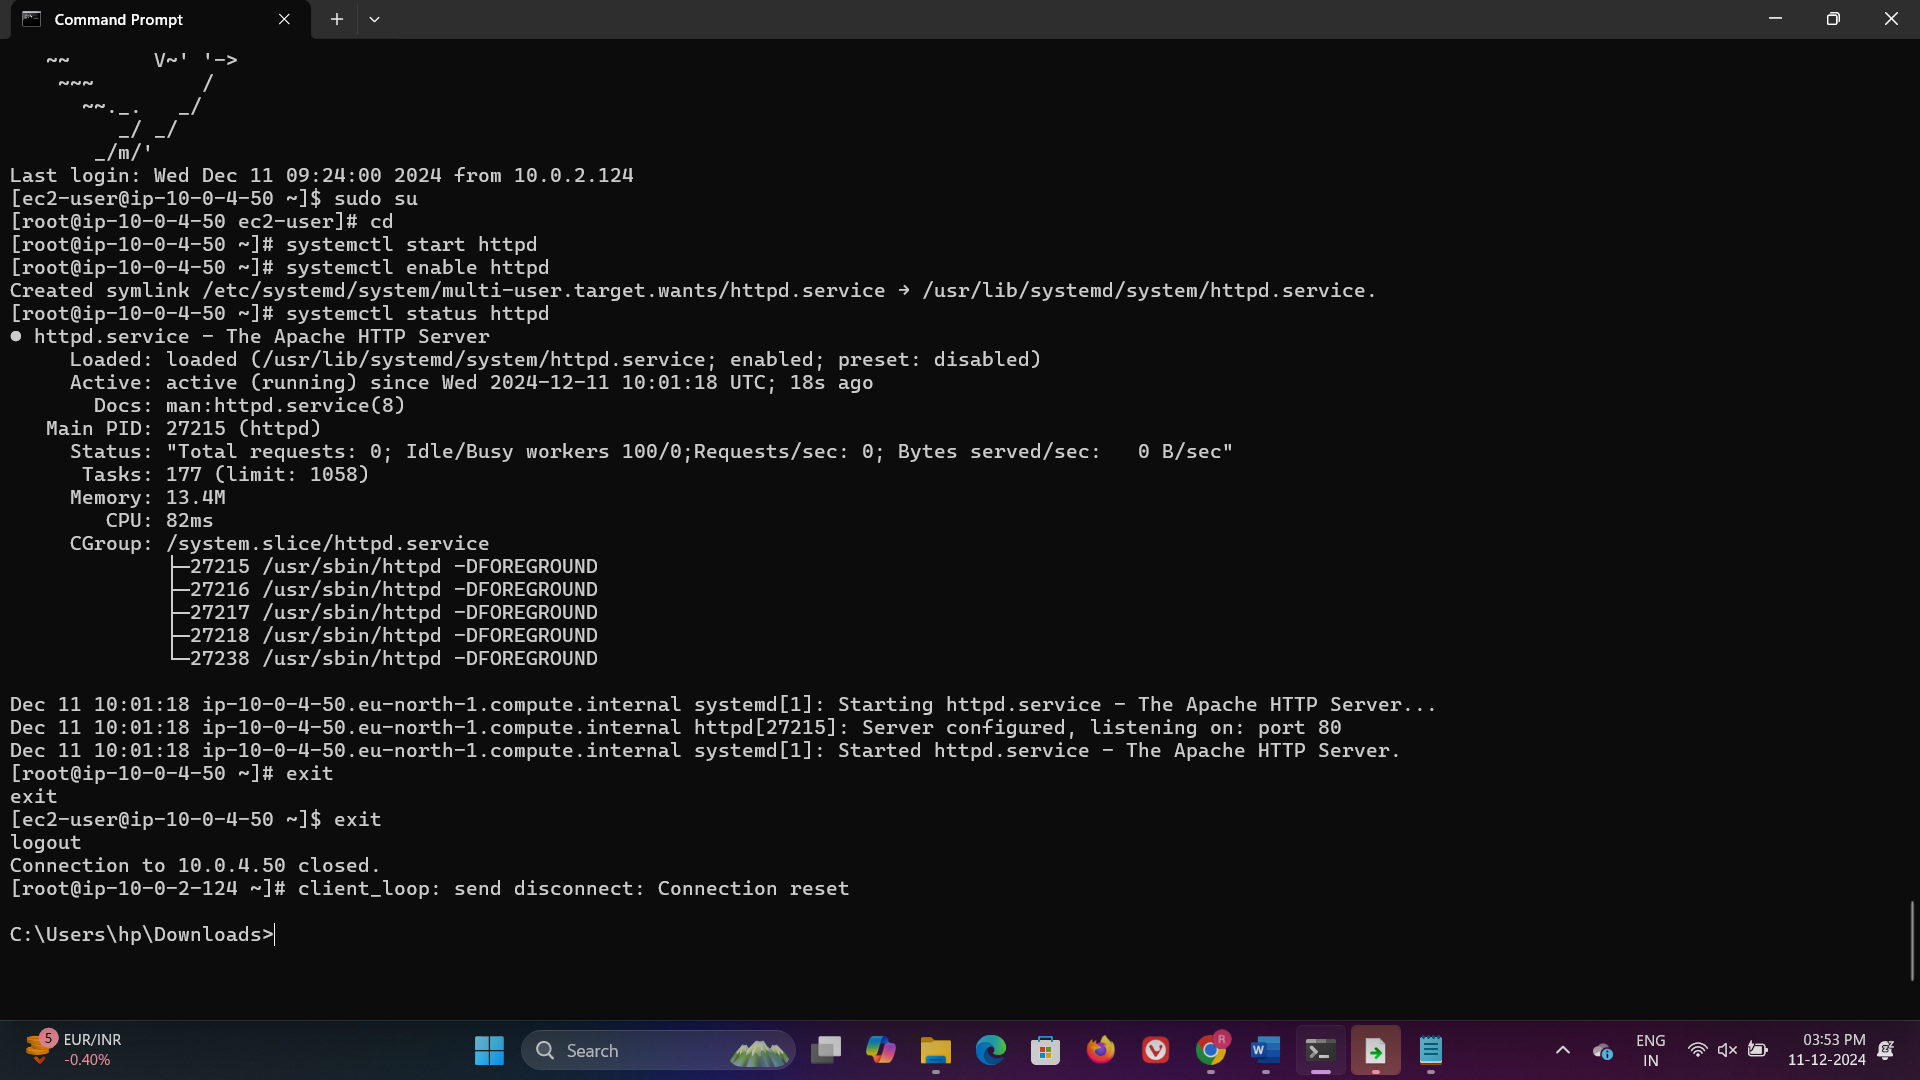 Command Prompt
~~       V~' '->
~~~         /
~~._.   _/
_/ _/
_/m/'
Last login: Wed Dec 11 09:24:00 2024 from 10.0.2.124
[ec2-user@ip-10-0-4-50 ~]$ sudo su
[root@ip-10-0-4-50 ec2-user]# cd
[root@ip-10-0-4-50 ~]# systemctl start httpd
[root@ip-10-0-4-50 ~]# systemctl enable httpd
Created symlink /etc/systemd/system/multi-user.target.wants/httpd.service → /usr/lib/systemd/system/httpd.service.
[root@ip-10-0-4-50 ~]# systemctl status httpd
● httpd.service - The Apache HTTP Server
Loaded: loaded (/usr/lib/systemd/system/httpd.service; enabled; preset: disabled)
Active: active (running) since Wed 2024-12-11 10:01:18 UTC; 18s ago
Docs: man:httpd.service(8)
Main PID: 27215 (httpd)
Status: "Total requests: 0; Idle/Busy workers 100/0;Requests/sec: 0; Bytes served/sec:   0 B/sec"
Tasks: 177 (limit: 1058)
Memory: 13.4M
CPU: 82ms
CGroup: /system.slice/httpd.service
├─27215 /usr/sbin/httpd -DFOREGROUND
├─27216 /usr/sbin/httpd -DFOREGROUND
├─27217 /usr/sbin/httpd -DFOREGROUND
├─27218 /usr/sbin/httpd -DFOREGROUND
└─27238 /usr/sbin/httpd -DFOREGROUND
Dec 11 10:01:18 ip-10-0-4-50.eu-north-1.compute.internal systemd[1]: Starting httpd.service - The Apache HTTP Server...
Dec 11 10:01:18 ip-10-0-4-50.eu-north-1.compute.internal httpd[27215]: Server configured, listening on: port 80
Dec 11 10:01:18 ip-10-0-4-50.eu-north-1.compute.internal systemd[1]: Started httpd.service - The Apache HTTP Server.
[root@ip-10-0-4-50 ~]# exit
exit
[ec2-user@ip-10-0-4-50 ~]$ exit
logout
Connection to 10.0.4.50 closed.
[root@ip-10-0-2-124 ~]# client_loop: send disconnect: Connection reset
C:\Users\hp\Downloads>
5
EUR/INR
-0.40%
Search
R
W
ENG
IN
03:53 PM
11-12-2024